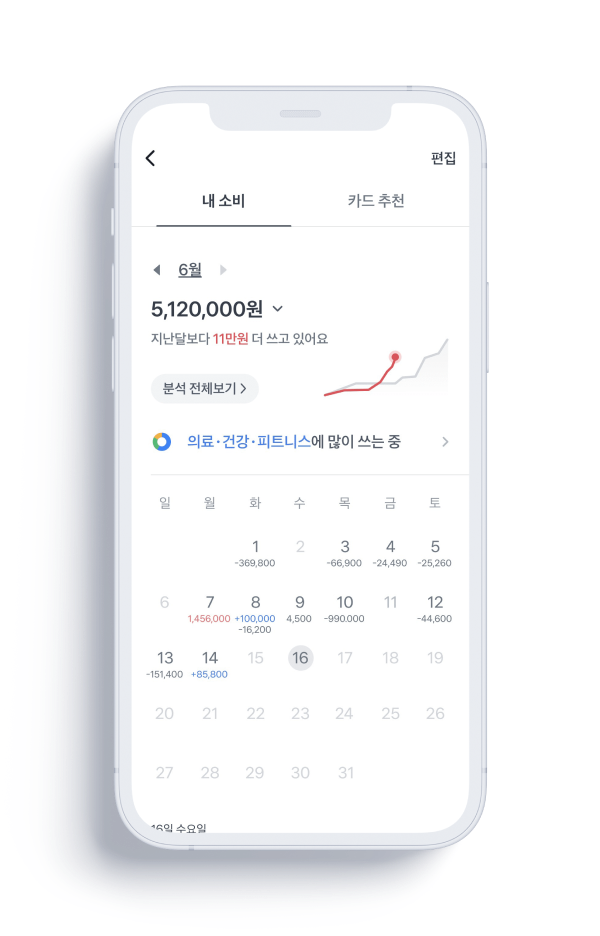 편집
내 소비 카드 추천
6월
5,120,000원
지난달보다 11만원 더 쓰고 있어요
분석 전체보기
의료·건강·피트니스에 많이 쓰는 중
일 월 화 수 목 금 토
1 2 3 4 5
-369,800 -66,900 -24,490 -25,260
6 7 8 9 10 11 12
1,456,000 +100,000 4,500 -990.000 -44,600
-16,200
13 14 15 16 17 18 19
-151,400 +85,800
20 21 22 23 24 25 26
27 28 29 30 31
16일 수요일